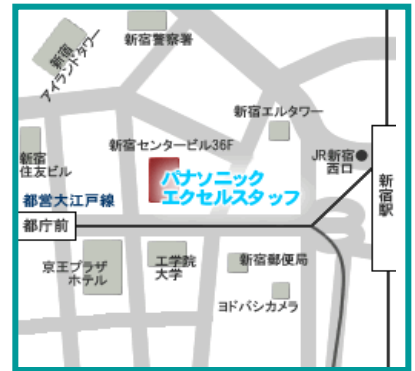 新宿警察署
新宿
アイランドタワー
新宿エルタワー
新宿センタービル36F
JR新宿
西口
新宿
住友ビル
パナソニック
エクセルスタッフ
新宿駅
都営大江戸線
都庁前
京王プラザ
ホテル
工学院
大学
新宿郵便局
ヨドバシカメラ